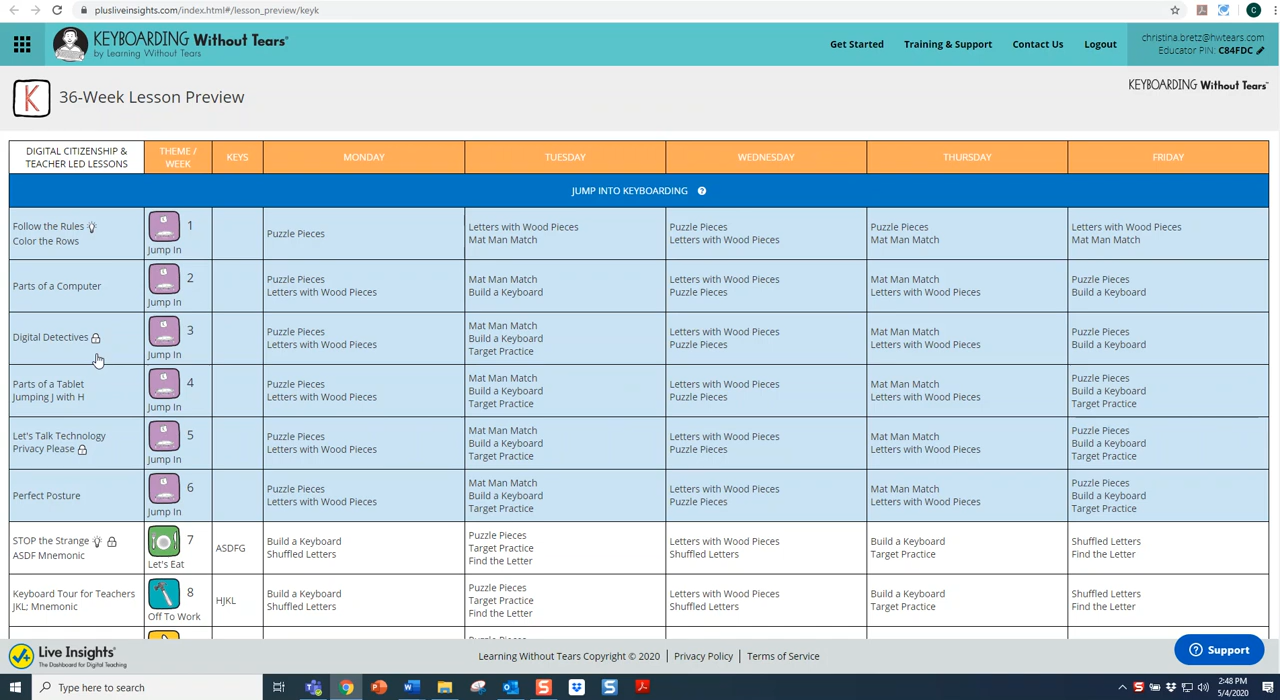 plusliveinsights.com/index.html#/lesson_preview/keyk
C
KEYBOARDING Without Tears®
by Learning Without Tears
Get Started
Training & Support
Contact Us
Logout
christina.bretz@hwtears.com
Educator PIN: C84FDC
K
36-Week Lesson Preview
KEYBOARDING Without Tears®
DIGITAL CITIZENSHIP &
TEACHER LED LESSONS
THEME /
WEEK
KEYS
MONDAY
TUESDAY
WEDNESDAY
THURSDAY
FRIDAY
JUMP INTO KEYBOARDING ?
Follow the Rules
Color the Rows
1
Jump In
Puzzle Pieces
Letters with Wood Pieces
Mat Man Match
Puzzle Pieces
Letters with Wood Pieces
Puzzle Pieces
Mat Man Match
Letters with Wood Pieces
Mat Man Match
Parts of a Computer
2
Jump In
Puzzle Pieces
Letters with Wood Pieces
Mat Man Match
Build a Keyboard
Letters with Wood Pieces
Puzzle Pieces
Mat Man Match
Letters with Wood Pieces
Puzzle Pieces
Build a Keyboard
Digital Detectives
3
Jump In
Puzzle Pieces
Letters with Wood Pieces
Mat Man Match
Build a Keyboard
Target Practice
Letters with Wood Pieces
Puzzle Pieces
Mat Man Match
Letters with Wood Pieces
Puzzle Pieces
Build a Keyboard
Parts of a Tablet
Jumping J with H
4
Jump In
Puzzle Pieces
Letters with Wood Pieces
Mat Man Match
Build a Keyboard
Target Practice
Letters with Wood Pieces
Puzzle Pieces
Mat Man Match
Letters with Wood Pieces
Puzzle Pieces
Build a Keyboard
Target Practice
Let's Talk Technology
Privacy Please
5
Jump In
Puzzle Pieces
Letters with Wood Pieces
Mat Man Match
Build a Keyboard
Target Practice
Letters with Wood Pieces
Puzzle Pieces
Mat Man Match
Letters with Wood Pieces
Puzzle Pieces
Build a Keyboard
Target Practice
Perfect Posture
6
Jump In
Puzzle Pieces
Letters with Wood Pieces
Mat Man Match
Build a Keyboard
Target Practice
Letters with Wood Pieces
Puzzle Pieces
Mat Man Match
Letters with Wood Pieces
Puzzle Pieces
Build a Keyboard
Target Practice
STOP the Strange
ASDF Mnemonic
7
Let's Eat
ASDFG
Build a Keyboard
Shuffled Letters
Puzzle Pieces
Target Practice
Find the Letter
Letters with Wood Pieces
Shuffled Letters
Build a Keyboard
Target Practice
Shuffled Letters
Find the Letter
Keyboard Tour for Teachers
JKL; Mnemonic
8
Off To Work
HJKL
Build a Keyboard
Shuffled Letters
Puzzle Pieces
Target Practice
Find the Letter
Letters with Wood Pieces
Shuffled Letters
Build a Keyboard
Target Practice
Shuffled Letters
Find the Letter
Live Insights®
The Dashboard for Digital Teaching
Learning Without Tears Copyright © 2020 | Privacy Policy | Terms of Service
? Support
Type here to search
2:48 PM
5/4/2020